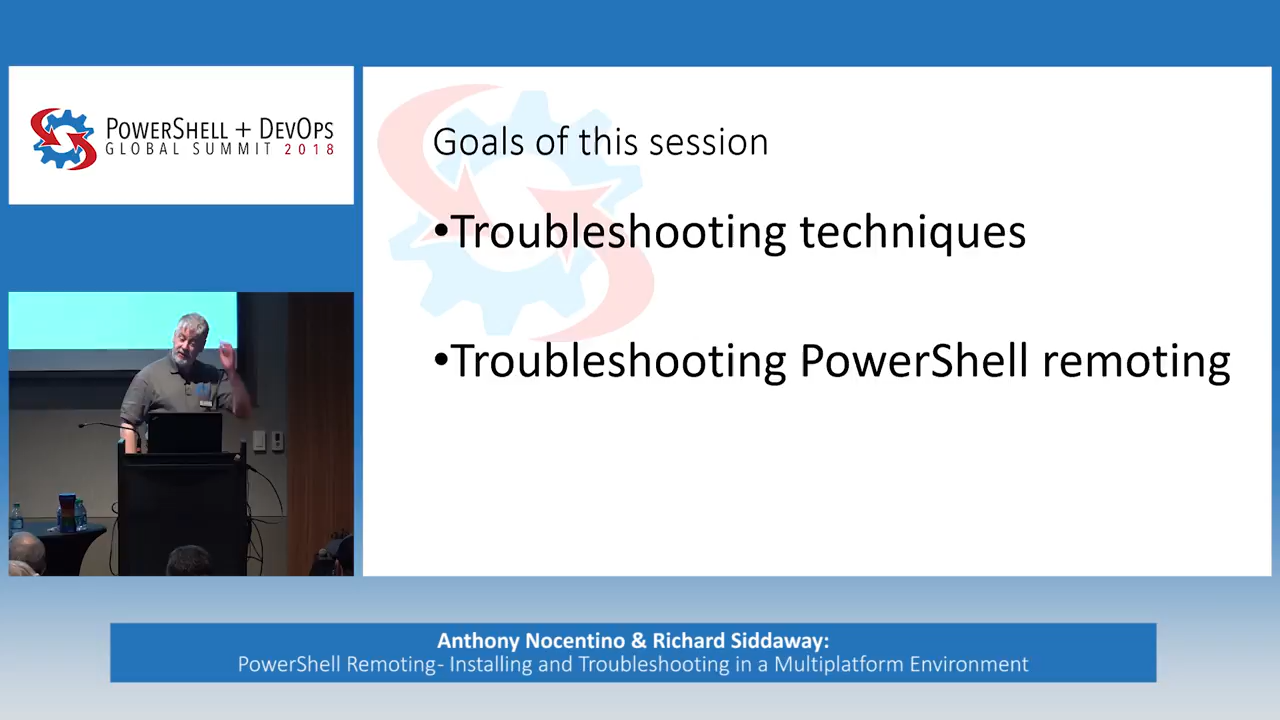 POWERSHELL + DEVOPS
GLOBAL SUMMIT 2018
Goals of this session
•Troubleshooting techniques
•Troubleshooting PowerShell remoting
Anthony Nocentino & Richard Siddaway:
PowerShell Remoting- Installing and Troubleshooting in a Multiplatform Environment